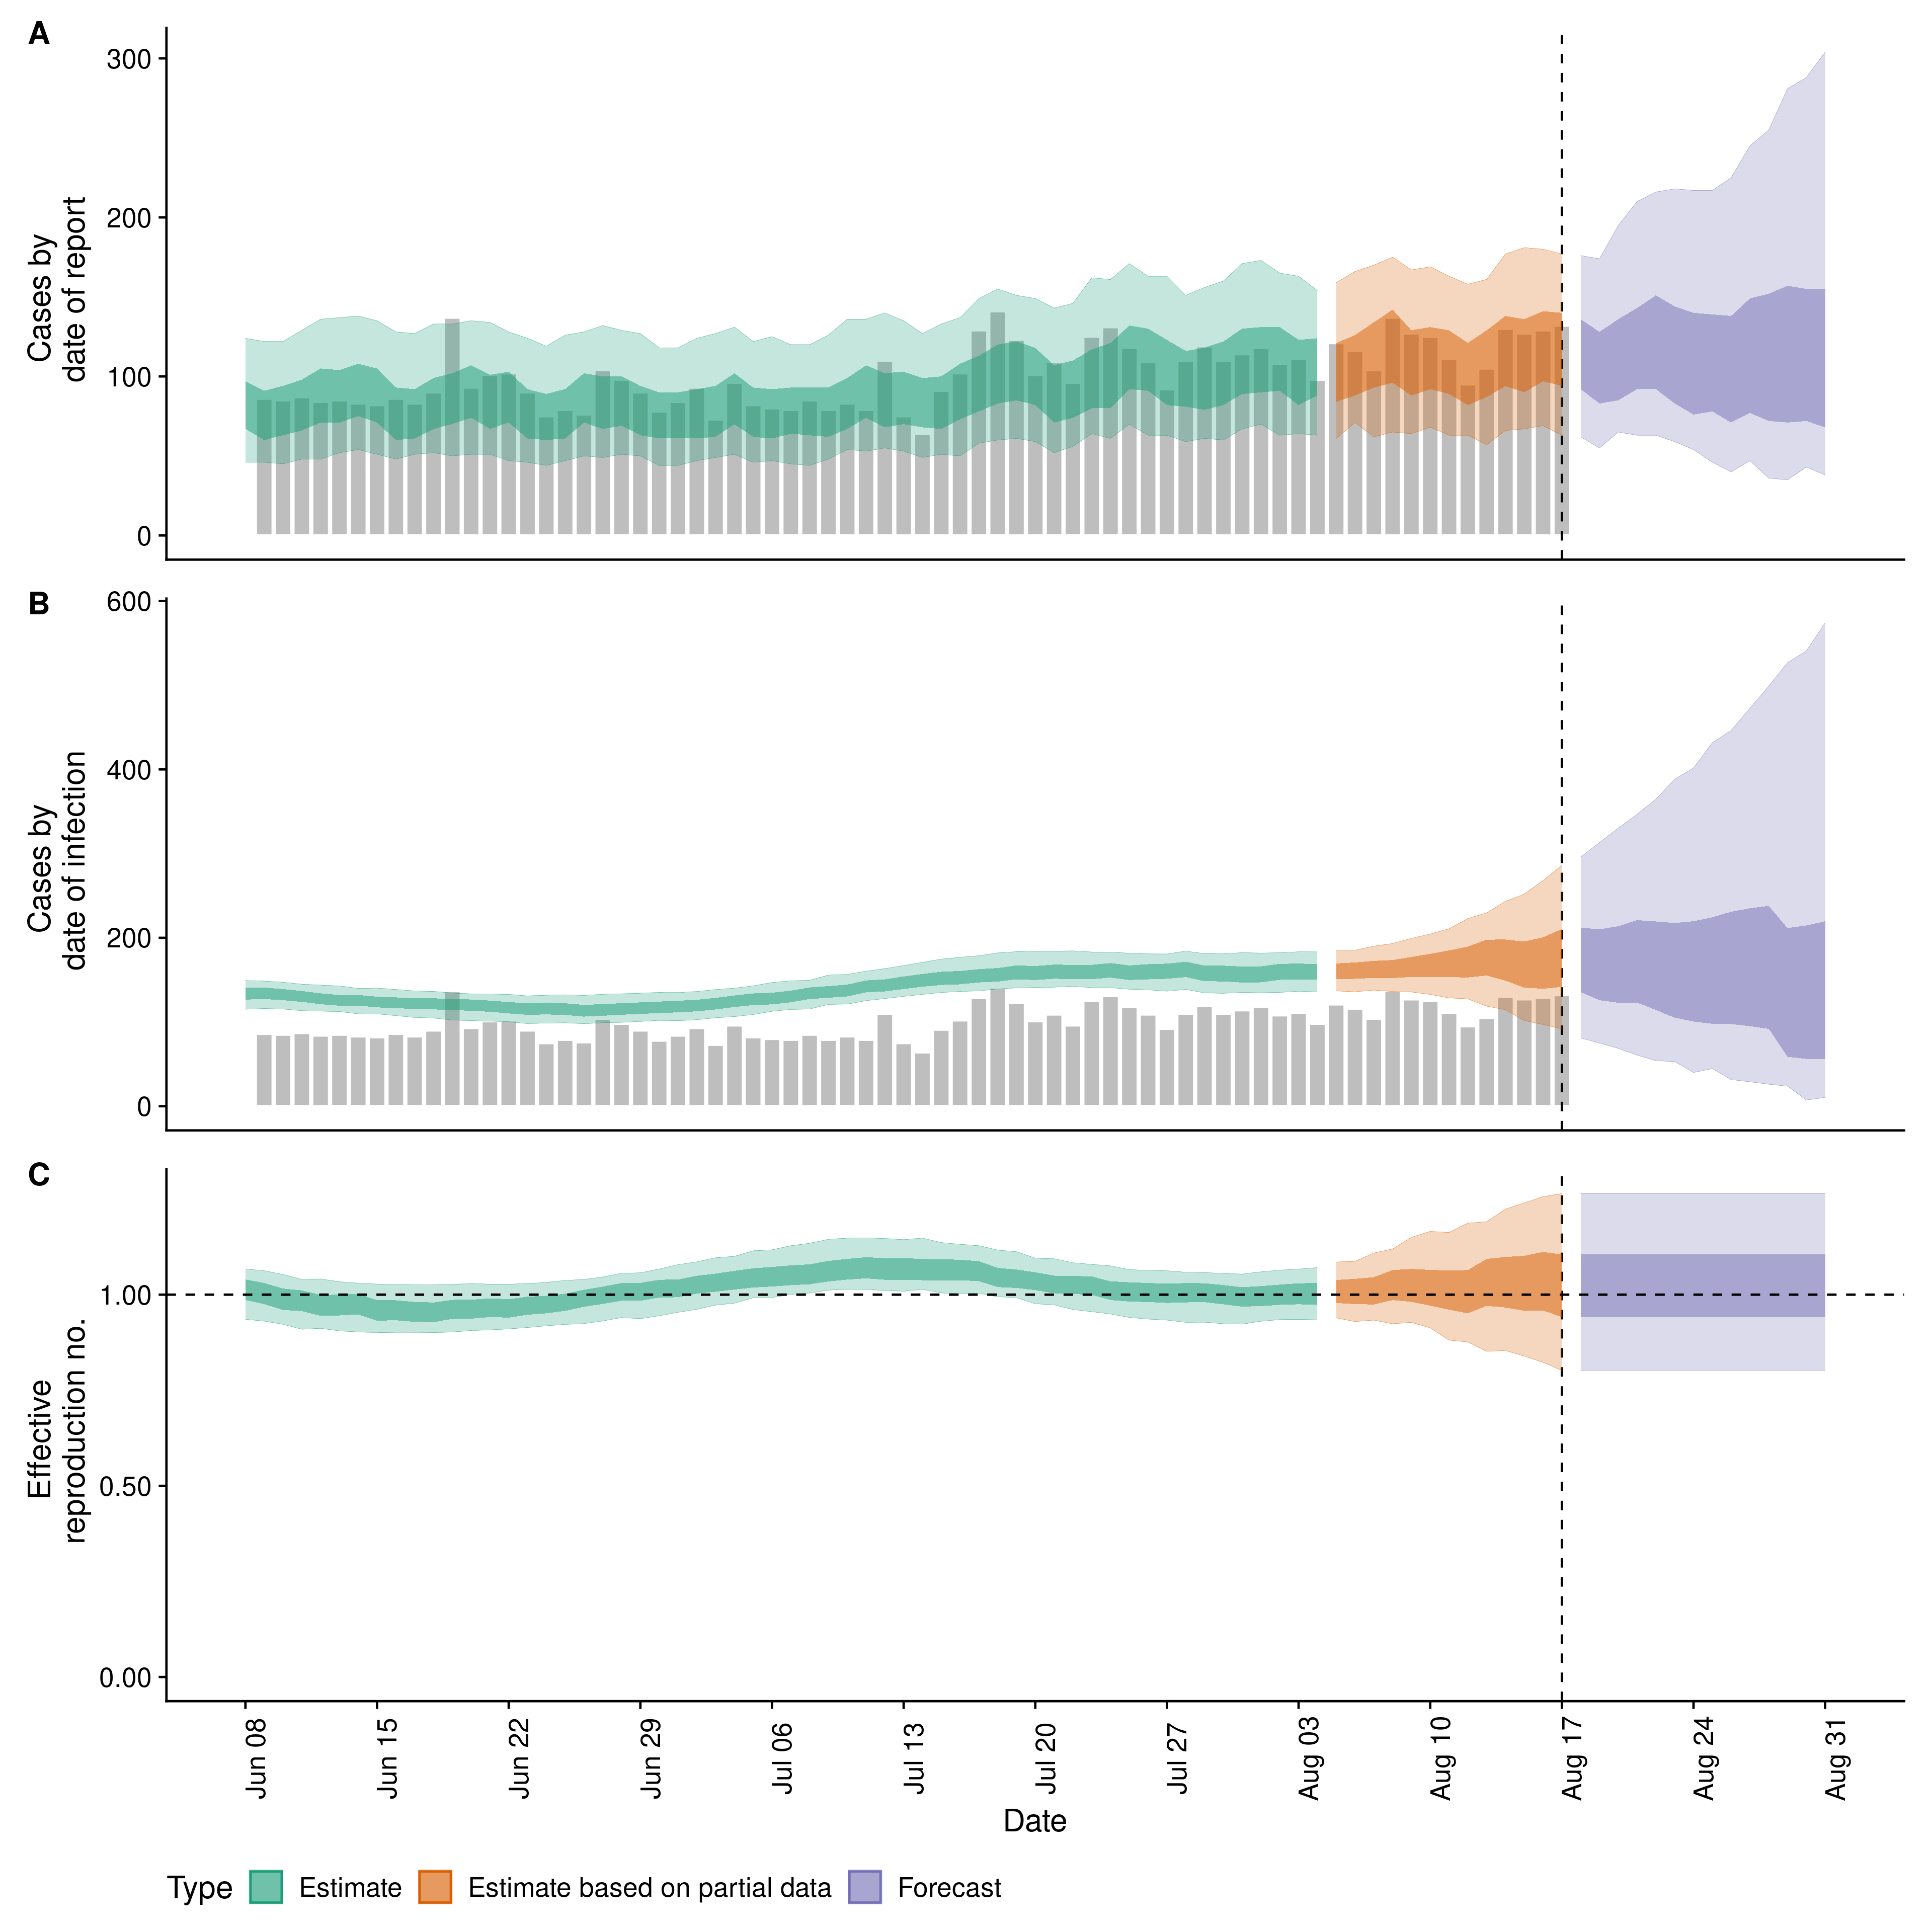 A
300
200
100
0
Cases by
date of report
B
600
400
200
0
Cases by
date of infection
C
1.00
0.50
0.00
Effective
reproduction no.
Jun 08
Jun 15
Jun 22
Jun 29
Jul 06
Jul 13
Jul 20
Jul 27
Aug 03
Aug 10
Aug 17
Aug 24
Aug 31
Date
Type Estimate Estimate based on partial data Forecast